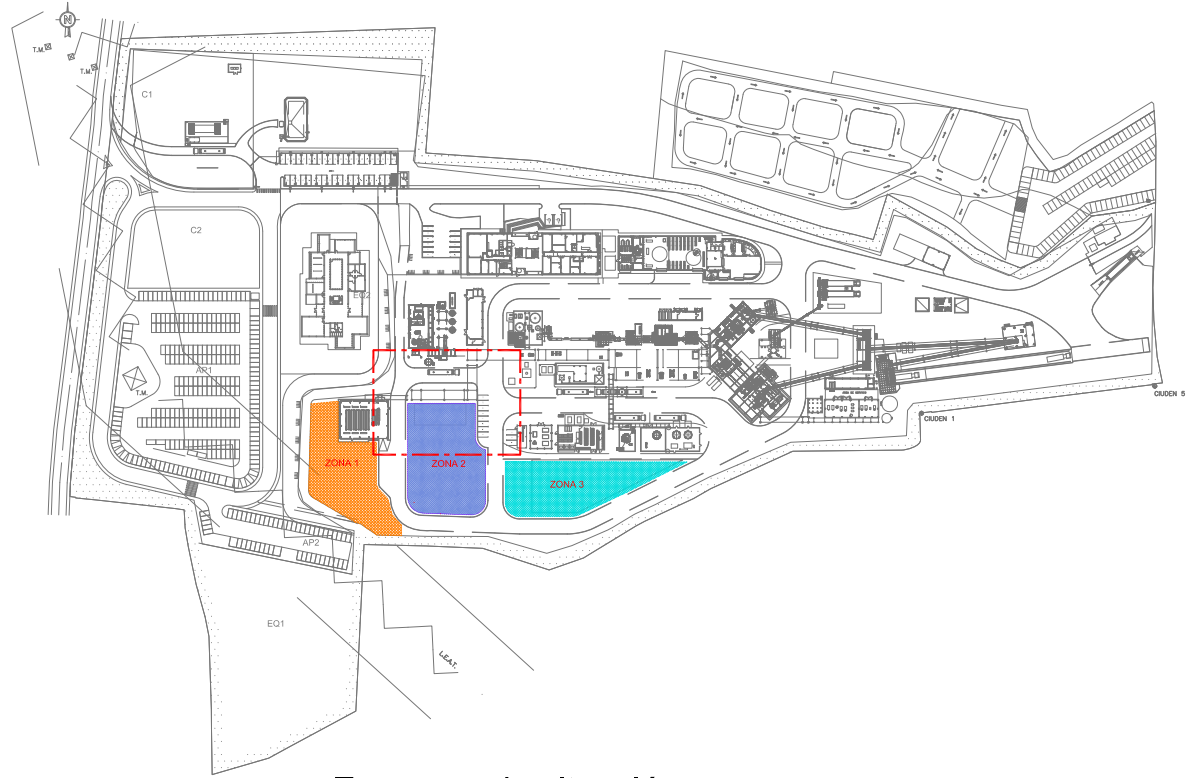 N
T.M.
T.M.
C1
C2
EQ2
AP1
T.M.
CIUDEN 5
CIUDEN 1
ZONA 1
ZONA 2
ZONA 3
AP2
EQ1
L.E.A.T.